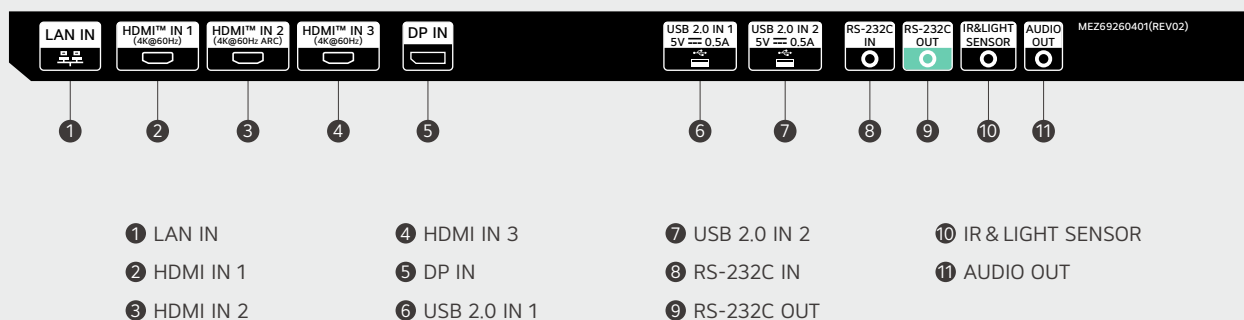 LAN IN
HDMI™ IN 1
(4K@60Hz)
HDMI™ IN 2
(4K@60Hz ARC)
HDMI™ IN 3
(4K@60Hz)
DP IN
USB 2.0 IN 1
5V ⎓ 0.5A
USB 2.0 IN 2
5V ⎓ 0.5A
RS-232C
IN
RS-232C
OUT
IR&LIGHT
SENSOR
AUDIO
OUT
MEZ69260401(REV02)
1
2
3
4
5
6
7
8
9
10
11
1 LAN IN
2 HDMI IN 1
3 HDMI IN 2
4 HDMI IN 3
5 DP IN
6 USB 2.0 IN 1
7 USB 2.0 IN 2
8 RS-232C IN
9 RS-232C OUT
10 IR & LIGHT SENSOR
11 AUDIO OUT